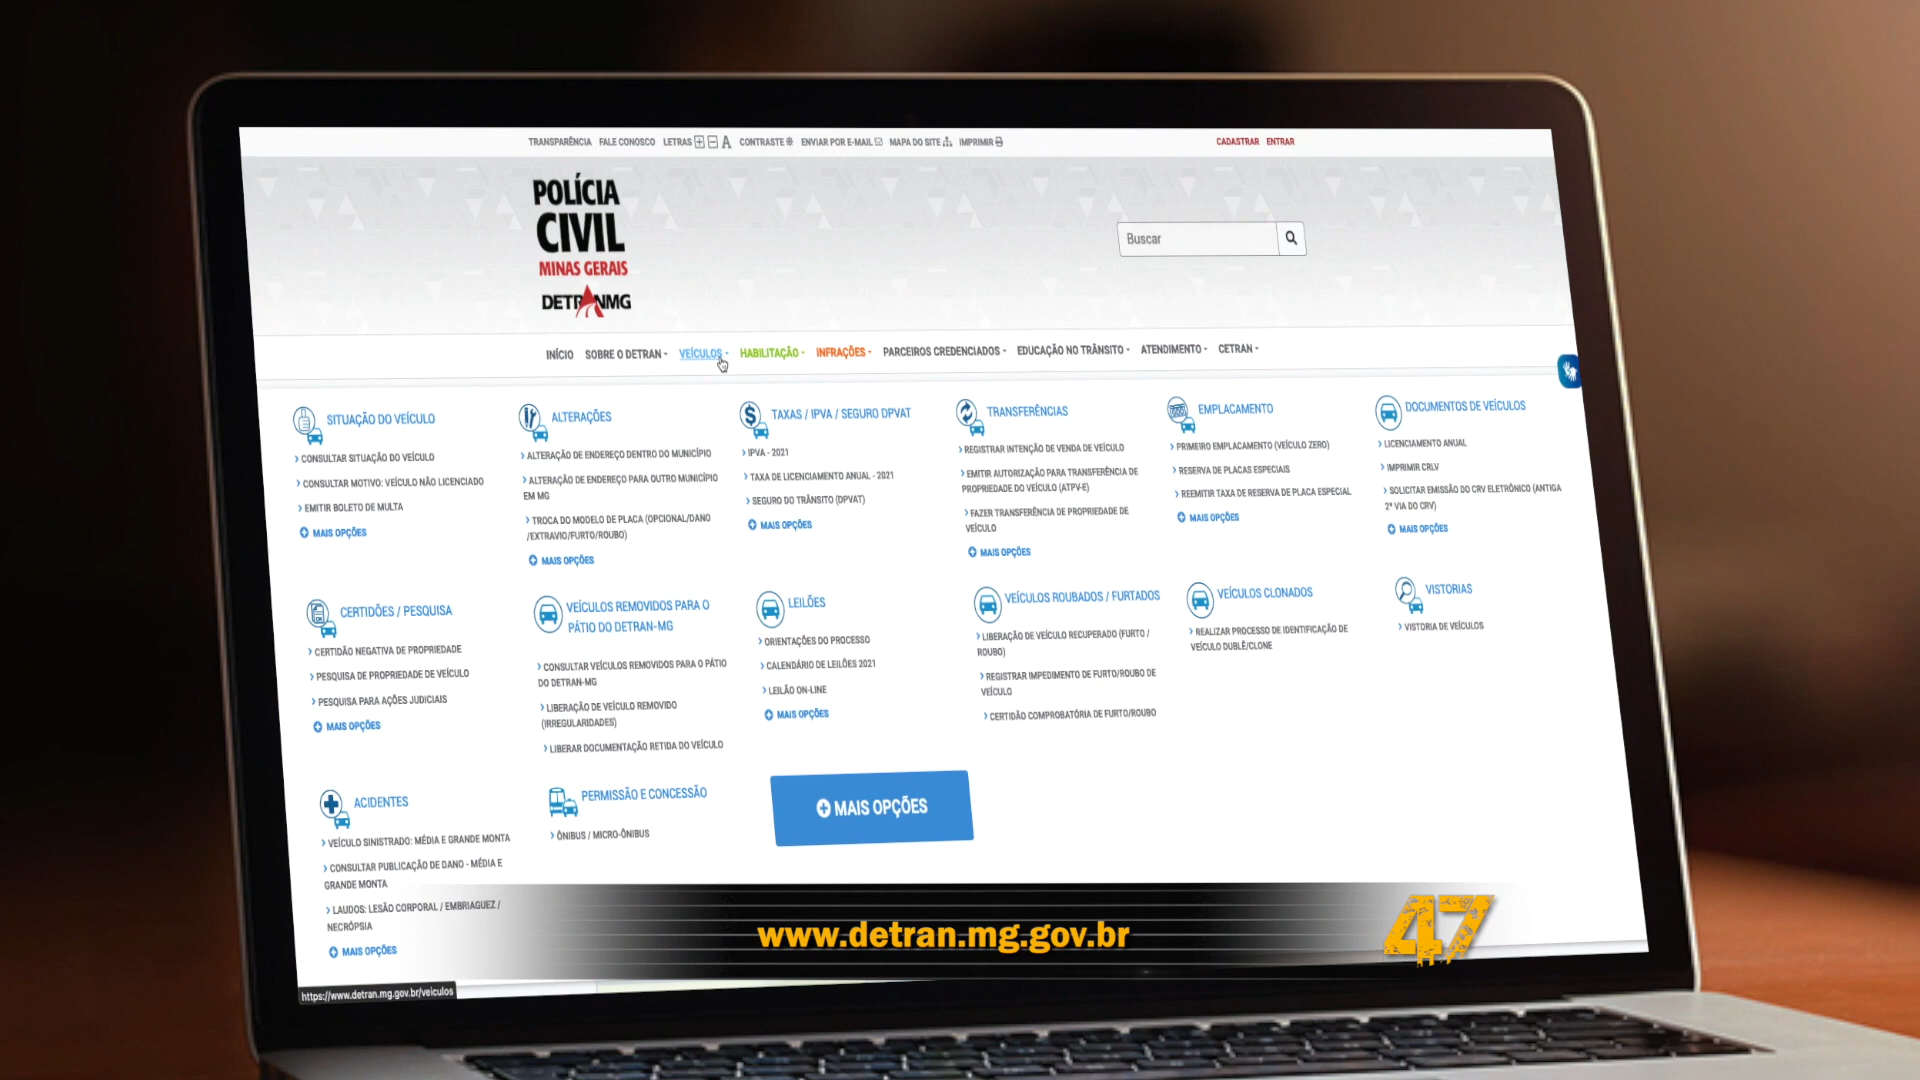 TRANSPARÊNCIA FALE CONOSCO LETRAS A CONTRASTE ENVIAR POR E-MAIL MAPA DO SITE IMPRIMIR CADASTRAR ENTRAR
POLÍCIA
CIVIL
MINAS GERAIS
DETRANMG
Buscar
INÍCIO SOBRE O DETRAN VEÍCULOS HABILITAÇÃO INFRAÇÕES PARCEIROS CREDENCIADOS EDUCAÇÃO NO TRÂNSITO ATENDIMENTO CETRAN
SITUAÇÃO DO VEÍCULO
CONSULTAR SITUAÇÃO DO VEÍCULO
CONSULTAR MOTIVO: VEÍCULO NÃO LICENCIADO
EMITIR BOLETO DE MULTA
MAIS OPÇÕES
ALTERAÇÕES
ALTERAÇÃO DE ENDEREÇO DENTRO DO MUNICÍPIO
ALTERAÇÃO DE ENDEREÇO PARA OUTRO MUNICÍPIO
EM MG
TROCA DO MODELO DE PLACA (OPCIONAL/DANO
/EXTRAVIO/FURTO/ROUBO)
MAIS OPÇÕES
TAXAS / IPVA / SEGURO DPVAT
IPVA - 2021
TAXA DE LICENCIAMENTO ANUAL - 2021
SEGURO DO TRÂNSITO (DPVAT)
MAIS OPÇÕES
TRANSFERÊNCIAS
REGISTRAR INTENÇÃO DE VENDA DE VEÍCULO
EMITIR AUTORIZAÇÃO PARA TRANSFERÊNCIA DE
PROPRIEDADE DO VEÍCULO (ATPV-E)
FAZER TRANSFERÊNCIA DE PROPRIEDADE DE
VEÍCULO
MAIS OPÇÕES
EMPLACAMENTO
PRIMEIRO EMPLACAMENTO (VEÍCULO ZERO)
RESERVA DE PLACAS ESPECIAIS
REEMITIR TAXA DE RESERVA DE PLACA ESPECIAL
MAIS OPÇÕES
DOCUMENTOS DE VEÍCULOS
LICENCIAMENTO ANUAL
IMPRIMIR CRLV
SOLICITAR EMISSÃO DO CRV ELETRÔNICO (ANTIGA
2ª VIA DO CRV)
MAIS OPÇÕES
CERTIDÕES / PESQUISA
CERTIDÃO NEGATIVA DE PROPRIEDADE
PESQUISA DE PROPRIEDADE DE VEÍCULO
PESQUISA PARA AÇÕES JUDICIAIS
MAIS OPÇÕES
VEÍCULOS REMOVIDOS PARA O
PÁTIO DO DETRAN-MG
CONSULTAR VEÍCULOS REMOVIDOS PARA O PÁTIO
DO DETRAN-MG
LIBERAÇÃO DE VEÍCULO REMOVIDO
(IRREGULARIDADES)
LIBERAR DOCUMENTAÇÃO RETIDA DO VEÍCULO
LEILÕES
ORIENTAÇÕES DO PROCESSO
CALENDÁRIO DE LEILÕES 2021
LEILÃO ON-LINE
MAIS OPÇÕES
VEÍCULOS ROUBADOS / FURTADOS
LIBERAÇÃO DE VEÍCULO RECUPERADO (FURTO /
ROUBO)
REGISTRAR IMPEDIMENTO DE FURTO/ROUBO DE
VEÍCULO
CERTIDÃO COMPROBATÓRIA DE FURTO/ROUBO
VEÍCULOS CLONADOS
REALIZAR PROCESSO DE IDENTIFICAÇÃO DE
VEÍCULO DUBLÊ/CLONE
VISTORIAS
VISTORIA DE VEÍCULOS
ACIDENTES
VEÍCULO SINISTRADO: MÉDIA E GRANDE MONTA
CONSULTAR PUBLICAÇÃO DE DANO - MÉDIA E
GRANDE MONTA
LAUDOS: LESÃO CORPORAL / EMBRIAGUEZ /
NECRÓPSIA
MAIS OPÇÕES
PERMISSÃO E CONCESSÃO
ÔNIBUS / MICRO-ÔNIBUS
MAIS OPÇÕES
www.detran.mg.gov.br
47
https://www.detran.mg.gov.br/veiculos